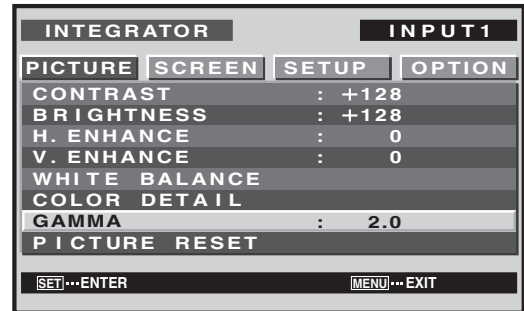 INTEGRATOR INPUT1
PICTURE SCREEN SETUP OPTION
CONTRAST : +128
BRIGHTNESS : +128
H. ENHANCE : 0
V. ENHANCE : 0
WHITE BALANCE
COLOR DETAIL
GAMMA : 2.0
PICTURE RESET
SET···ENTER MENU···EXIT